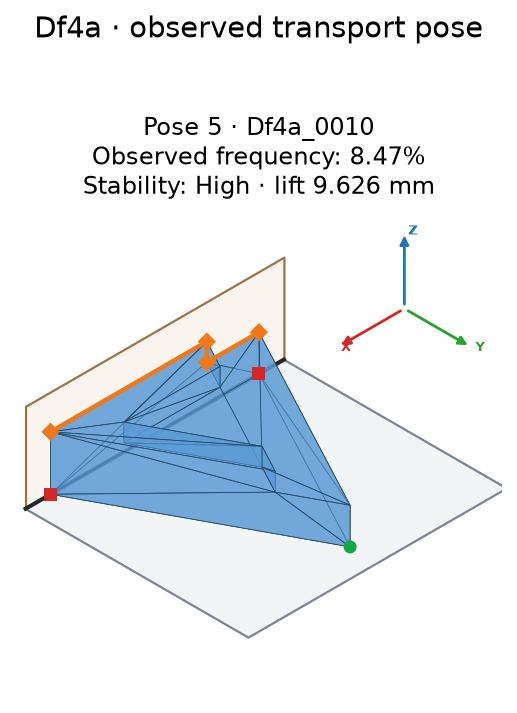 Df4a · observed transport pose
Pose 5 · Df4a_0010
Observed frequency: 8.47%
Stability: High · lift 9.626 mm
Z
X
Y